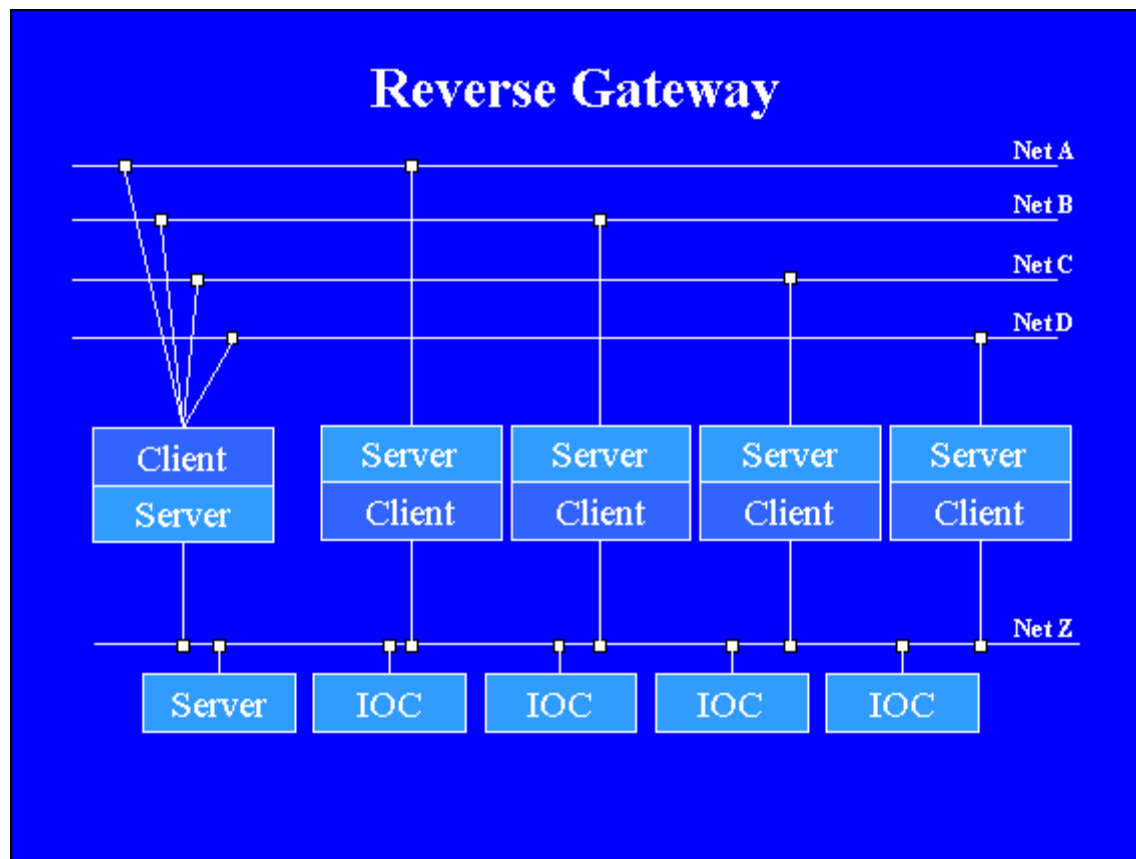 Reverse Gateway
Net A
Net B
Net C
Net D
Client
Server
Server
Client
Server
Client
Server
Client
Server
Client
Net Z
Server
IOC
IOC
IOC
IOC